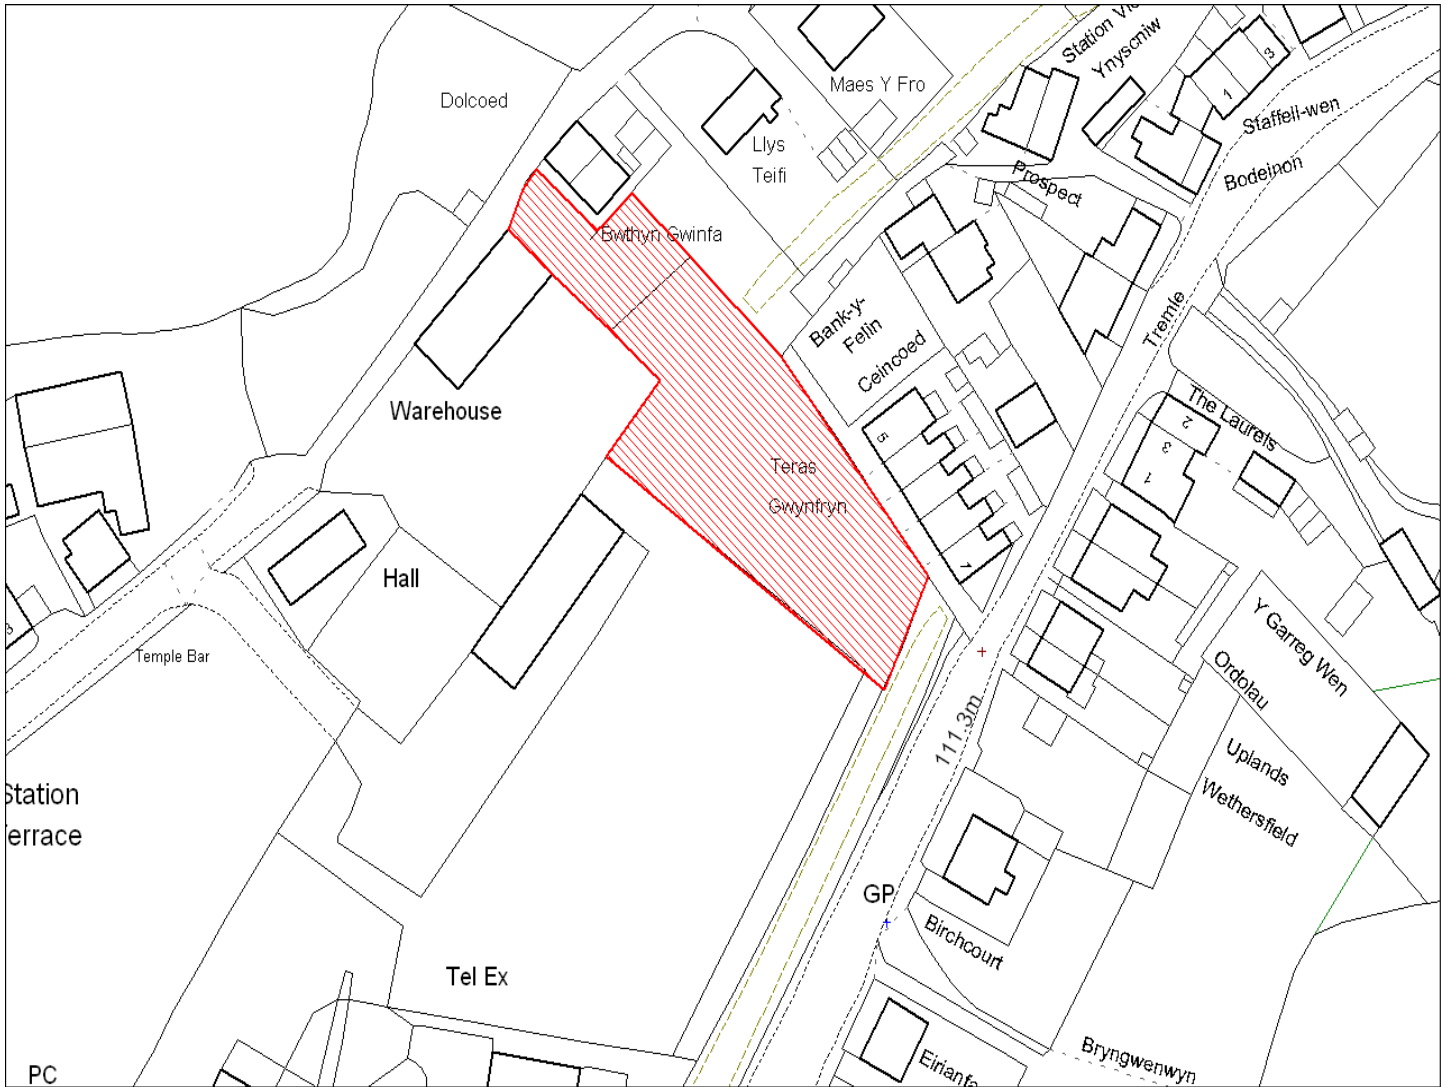 Station
Ynyscniw
Maes Y Fro
Dolcoed
3
1
Staffell-wen
Llys
Teifi
Prospect
Bodeinon
Bwthyn Gwinfa
Bank-y-
Felin
Tremle
Ceincoed
Warehouse
The Laurels
2
3
1
5
Teras
Gwynfryn
1
Hall
Y Garreg Wen
3
Temple Bar
Ordolau
111.3m
Uplands
Station
errace
Wethersfield
GP
Birchcourt
Tel Ex
Bryngwenwyn
PC
Eirianfa